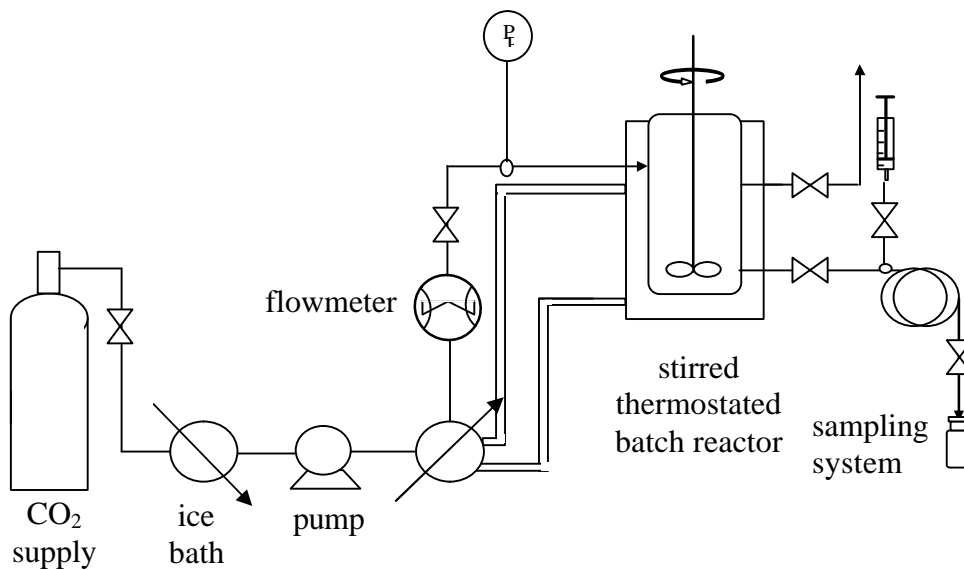 P
flowmeter
stirred
thermostated
batch reactor
sampling
system
CO₂
supply
ice
bath
pump